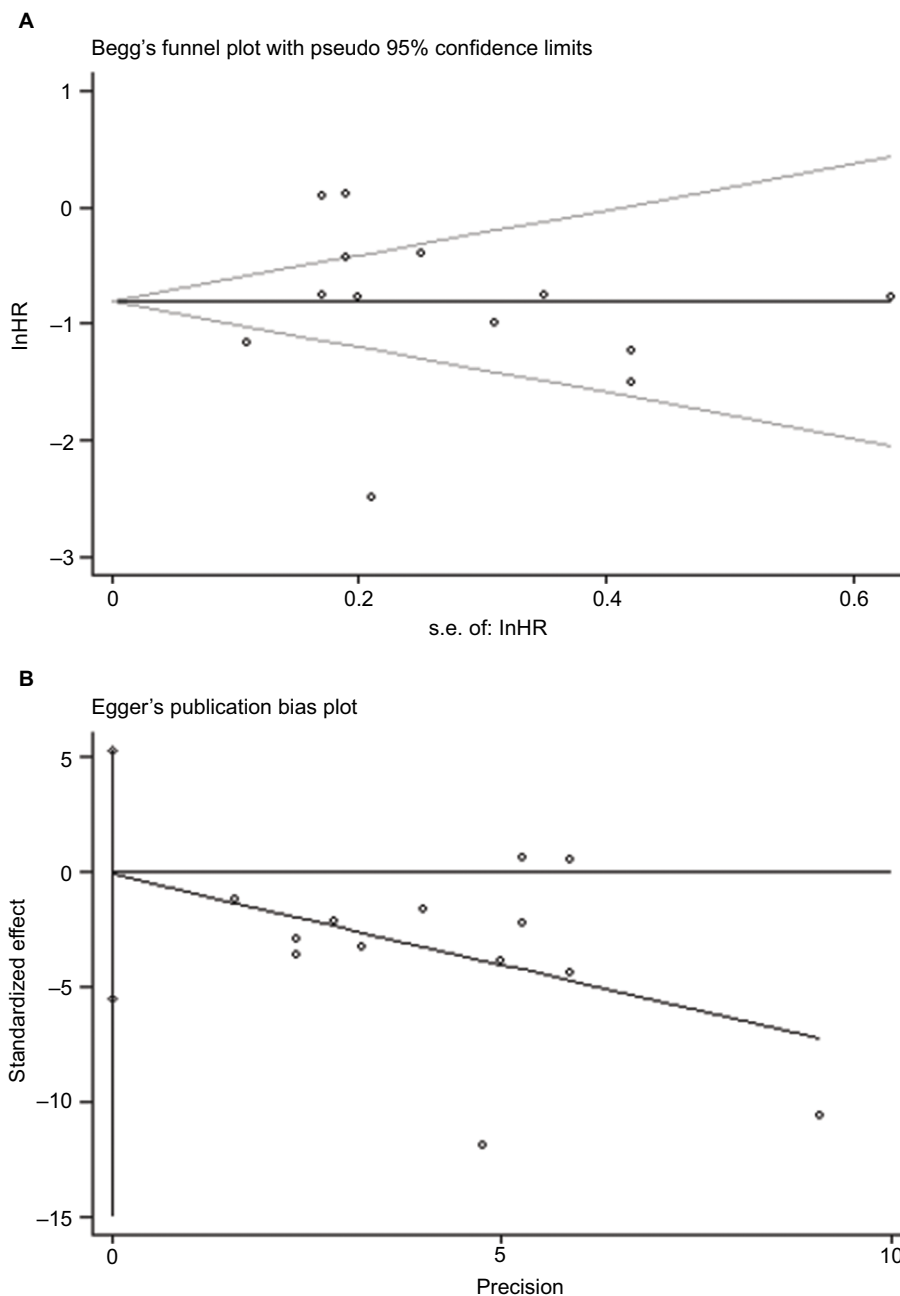 A
Begg’s funnel plot with pseudo 95% confidence limits
1
0
–1
–2
–3
lnHR
0 0.2 0.4 0.6
s.e. of: lnHR
B
Egger’s publication bias plot
5
0
–5
–10
–15
Standardized effect
0 5 10
Precision